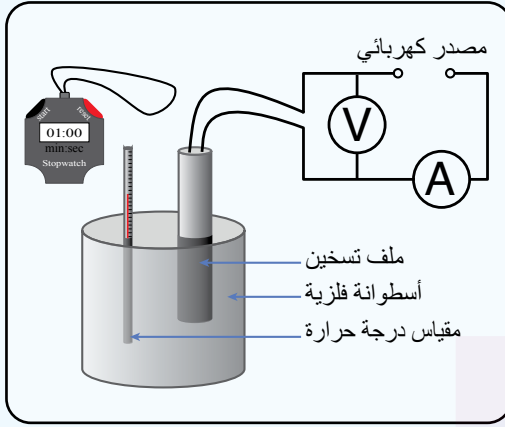 مصدر كهربائي
start
reset
01:00
min:sec
Stopwatch
V
A
ملف تسخين
أسطوانة فلزية
مقياس درجة حرارة